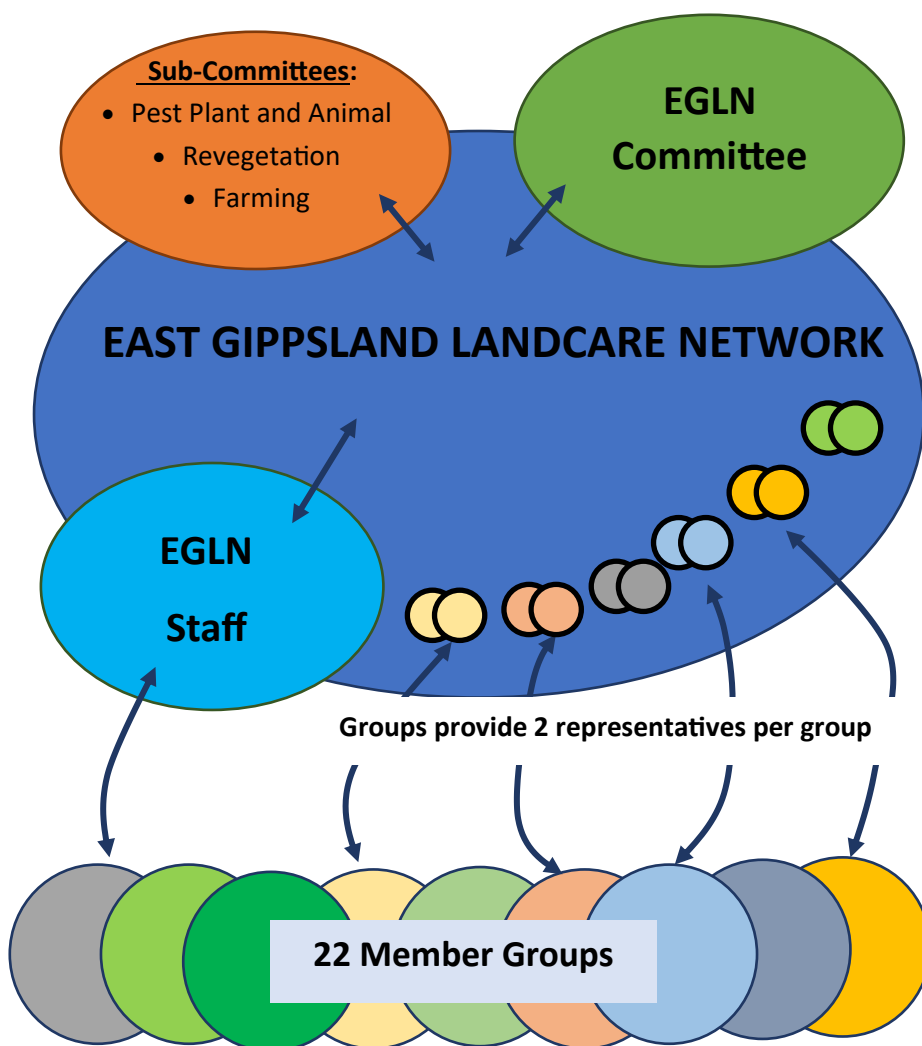 Sub-Committees:
• Pest Plant and Animal
• Revegetation
• Farming
EGLN
Committee
EAST GIPPSLAND LANDCARE NETWORK
EGLN
Staff
Groups provide 2 representatives per group
22 Member Groups